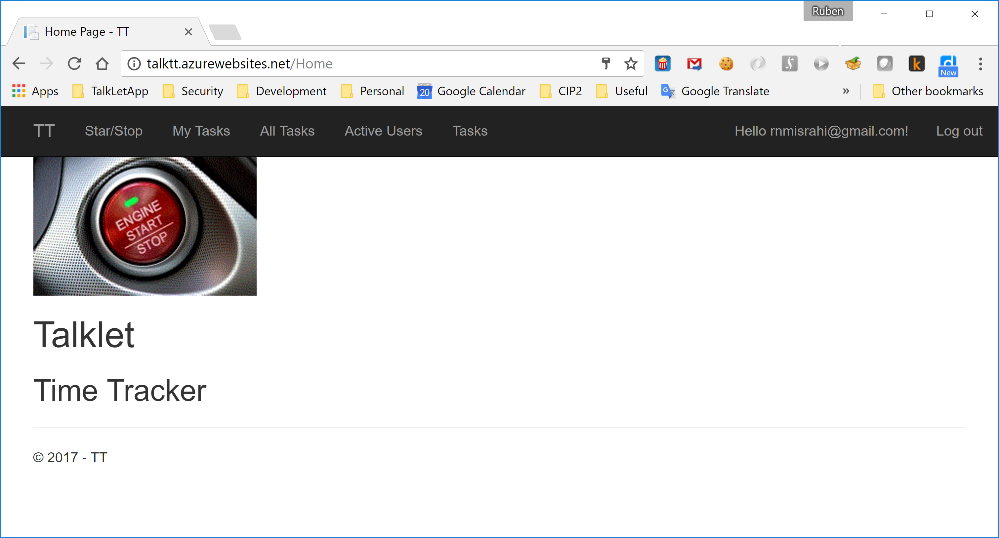 Ruben
Home Page - TT
talktt.azurewebsites.net/Home
New
Apps TalkLetApp Security Development Personal 20 Google Calendar CIP2 Useful Google Translate » Other bookmarks
TT Star/Stop My Tasks All Tasks Active Users Tasks Hello rnmisrahi@gmail.com! Log out
ENGINE
START
STOP
Talklet
Time Tracker
© 2017 - TT